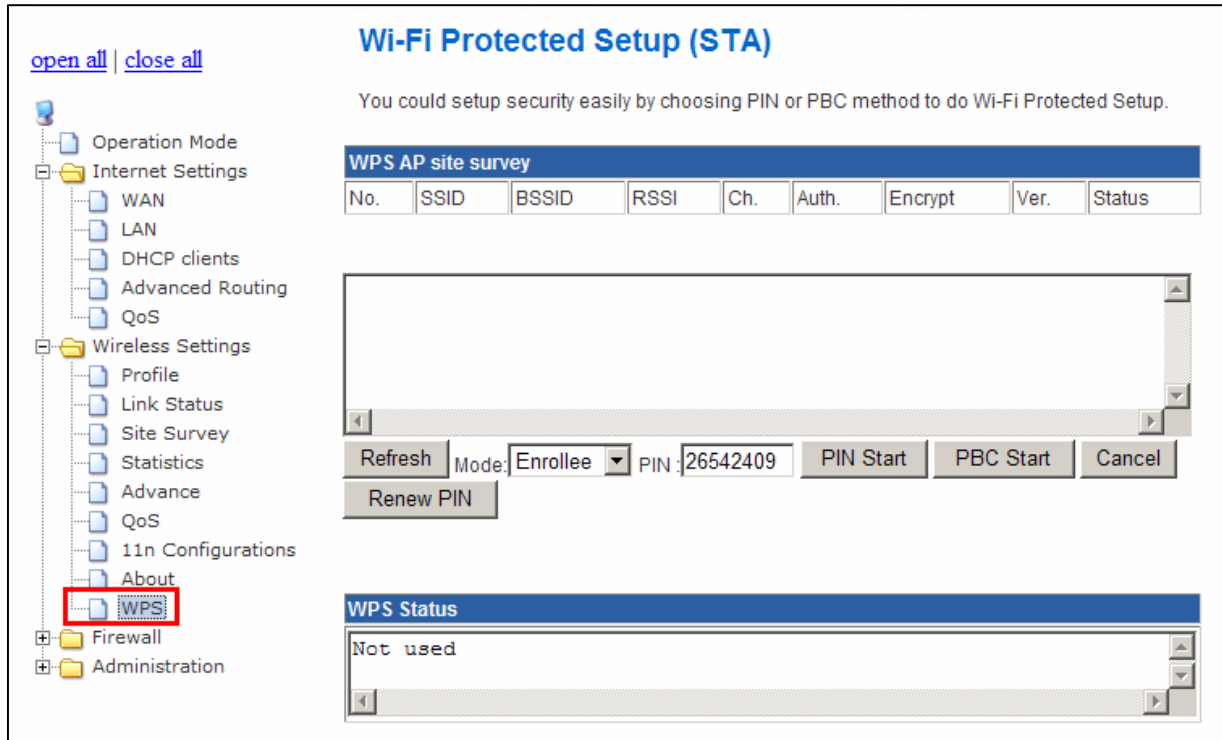 open all | close all
Operation Mode
Internet Settings
WAN
LAN
DHCP clients
Advanced Routing
QoS
Wireless Settings
Profile
Link Status
Site Survey
Statistics
Advance
QoS
11n Configurations
About
WPS
Firewall
Administration
Wi-Fi Protected Setup (STA)
You could setup security easily by choosing PIN or PBC method to do Wi-Fi Protected Setup.
WPS AP site survey
No. SSID BSSID RSSI Ch. Auth. Encrypt Ver. Status
Refresh Mode: Enrollee PIN : 26542409 PIN Start PBC Start Cancel
Renew PIN
WPS Status
Not used